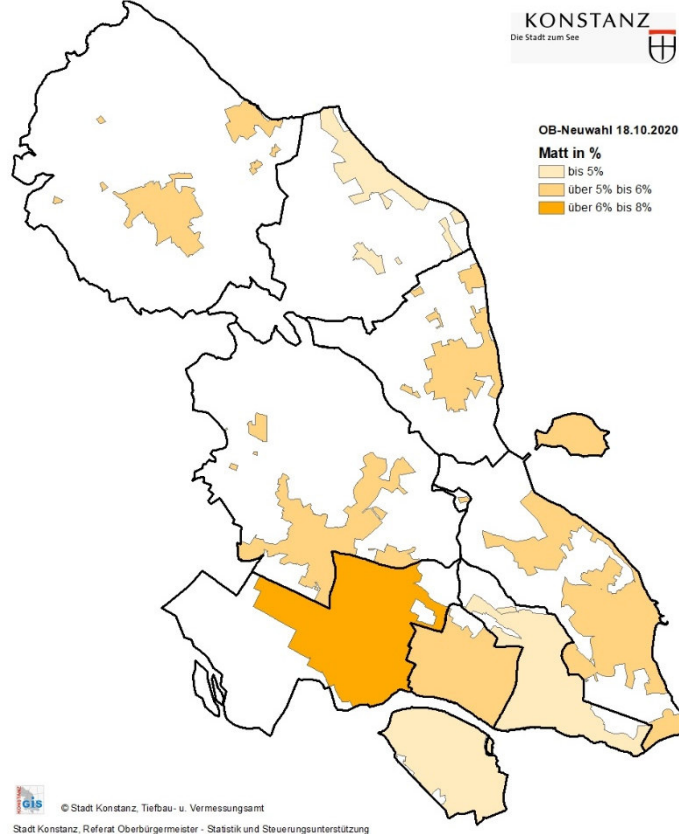 KONSTANZ
Die Stadt zum See
OB-Neuwahl 18.10.2020
Matt in %
bis 5%
über 5% bis 6%
über 6% bis 8%
KONSTANZ
GIS
© Stadt Konstanz, Tiefbau- u. Vermessungsamt
Stadt Konstanz, Referat Oberbürgermeister - Statistik und Steuerungsunterstützung